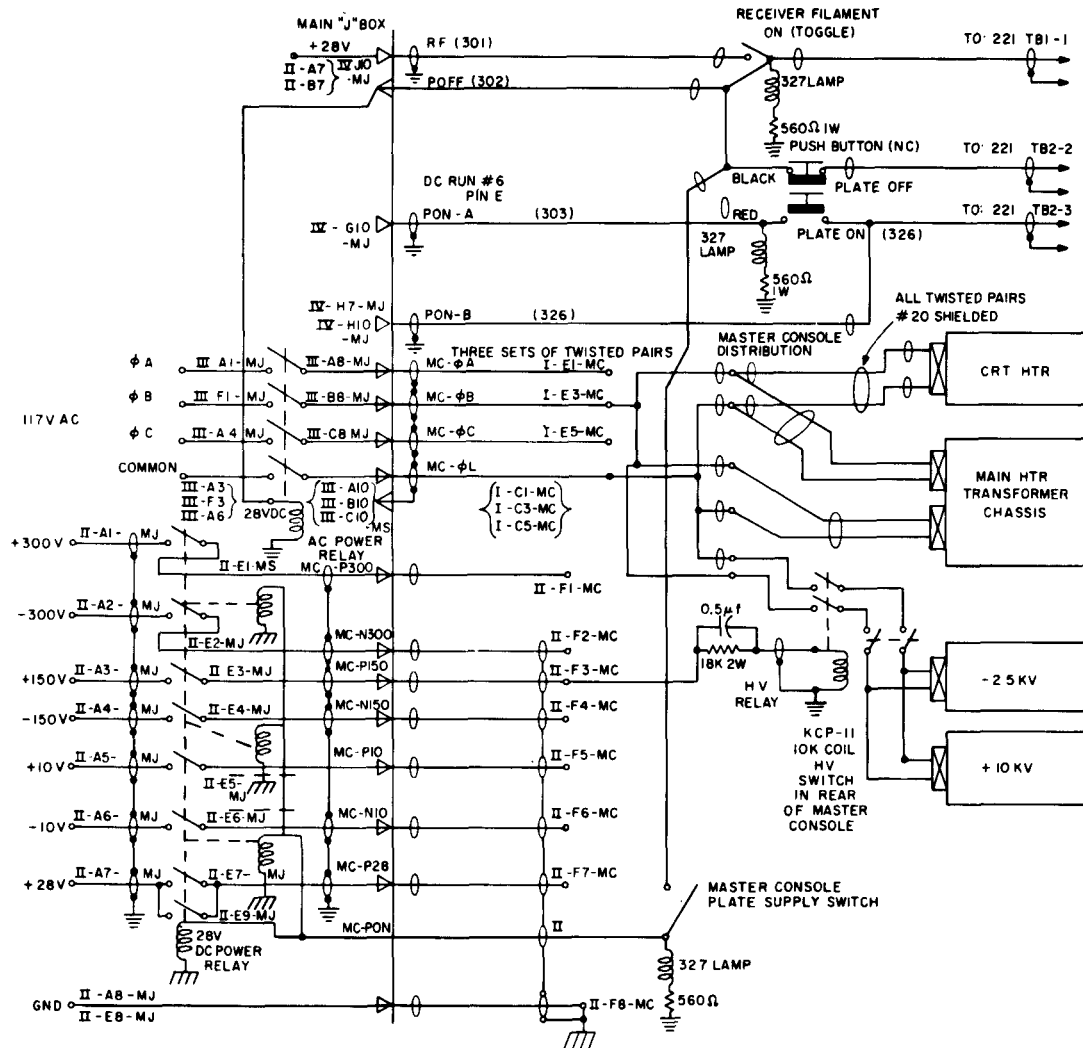 MAIN "J" BOX
+28V
II-A7
II-B7
IV J10
-MJ
RF (301)
POFF (302)
RECEIVER FILAMENT
ON (TOGGLE)
TO: 221 TB1-1
327 LAMP
560Ω 1W
PUSH BUTTON (NC)
TO: 221 TB2-2
BLACK
PLATE OFF
DC RUN #6
PIN E
IV-G10
-MJ
PON-A (303)
RED
TO: 221 TB2-3
PLATE ON (326)
327
LAMP
560Ω
1W
IV-H7-MJ
IV-H10
-MJ
PON-B (326)
ALL TWISTED PAIRS
#20 SHIELDED
THREE SETS OF TWISTED PAIRS
MASTER CONSOLE
DISTRIBUTION
117V AC
φA III A1-MJ III-A8-MJ MC-φA I-E1-MC
φB III F1-MJ III-B8-MJ MC-φB I-E3-MC
φC III-A4 MJ III-C8 MJ MC-φC I-E5-MC
COMMON MC-φL
CRT HTR
MAIN HTR
TRANSFORMER
CHASSIS
III-A3
III-F3
III-A6
28VDC
III-A10
III-B10
III-C10
-MS
I-C1-MC
I-C3-MC
I-C5-MC
AC POWER
RELAY
+300V II-A1- MJ II-E1-MS MC-P300 II-F1-MC
-300V II-A2- MJ II-E2-MJ MC-N300 II-F2-MC
+150V II-A3- MJ II E3-MJ MC-P150 II-F3-MC
-150V II-A4- MJ II-E4-MJ MC-N150 II-F4-MC
+10V II-A5- MJ II-E5-MJ MC-P10 II-F5-MC
-10V II-A6- MJ II-E6-MJ MC-N10 II-F6-MC
+28V II-A7- MJ II-E7- MJ MC-P28 II-F7-MC
II-E9-MJ
28V
DC POWER
RELAY
MC-PON II
GND II-A8-MJ
II-E8-MJ
II-F8-MC
0.5μf
18K 2W
HV
RELAY
KCP-11
10K COIL
HV
SWITCH
IN REAR
OF MASTER
CONSOLE
-2.5 KV
+10 KV
MASTER CONSOLE
PLATE SUPPLY SWITCH
327 LAMP
560Ω